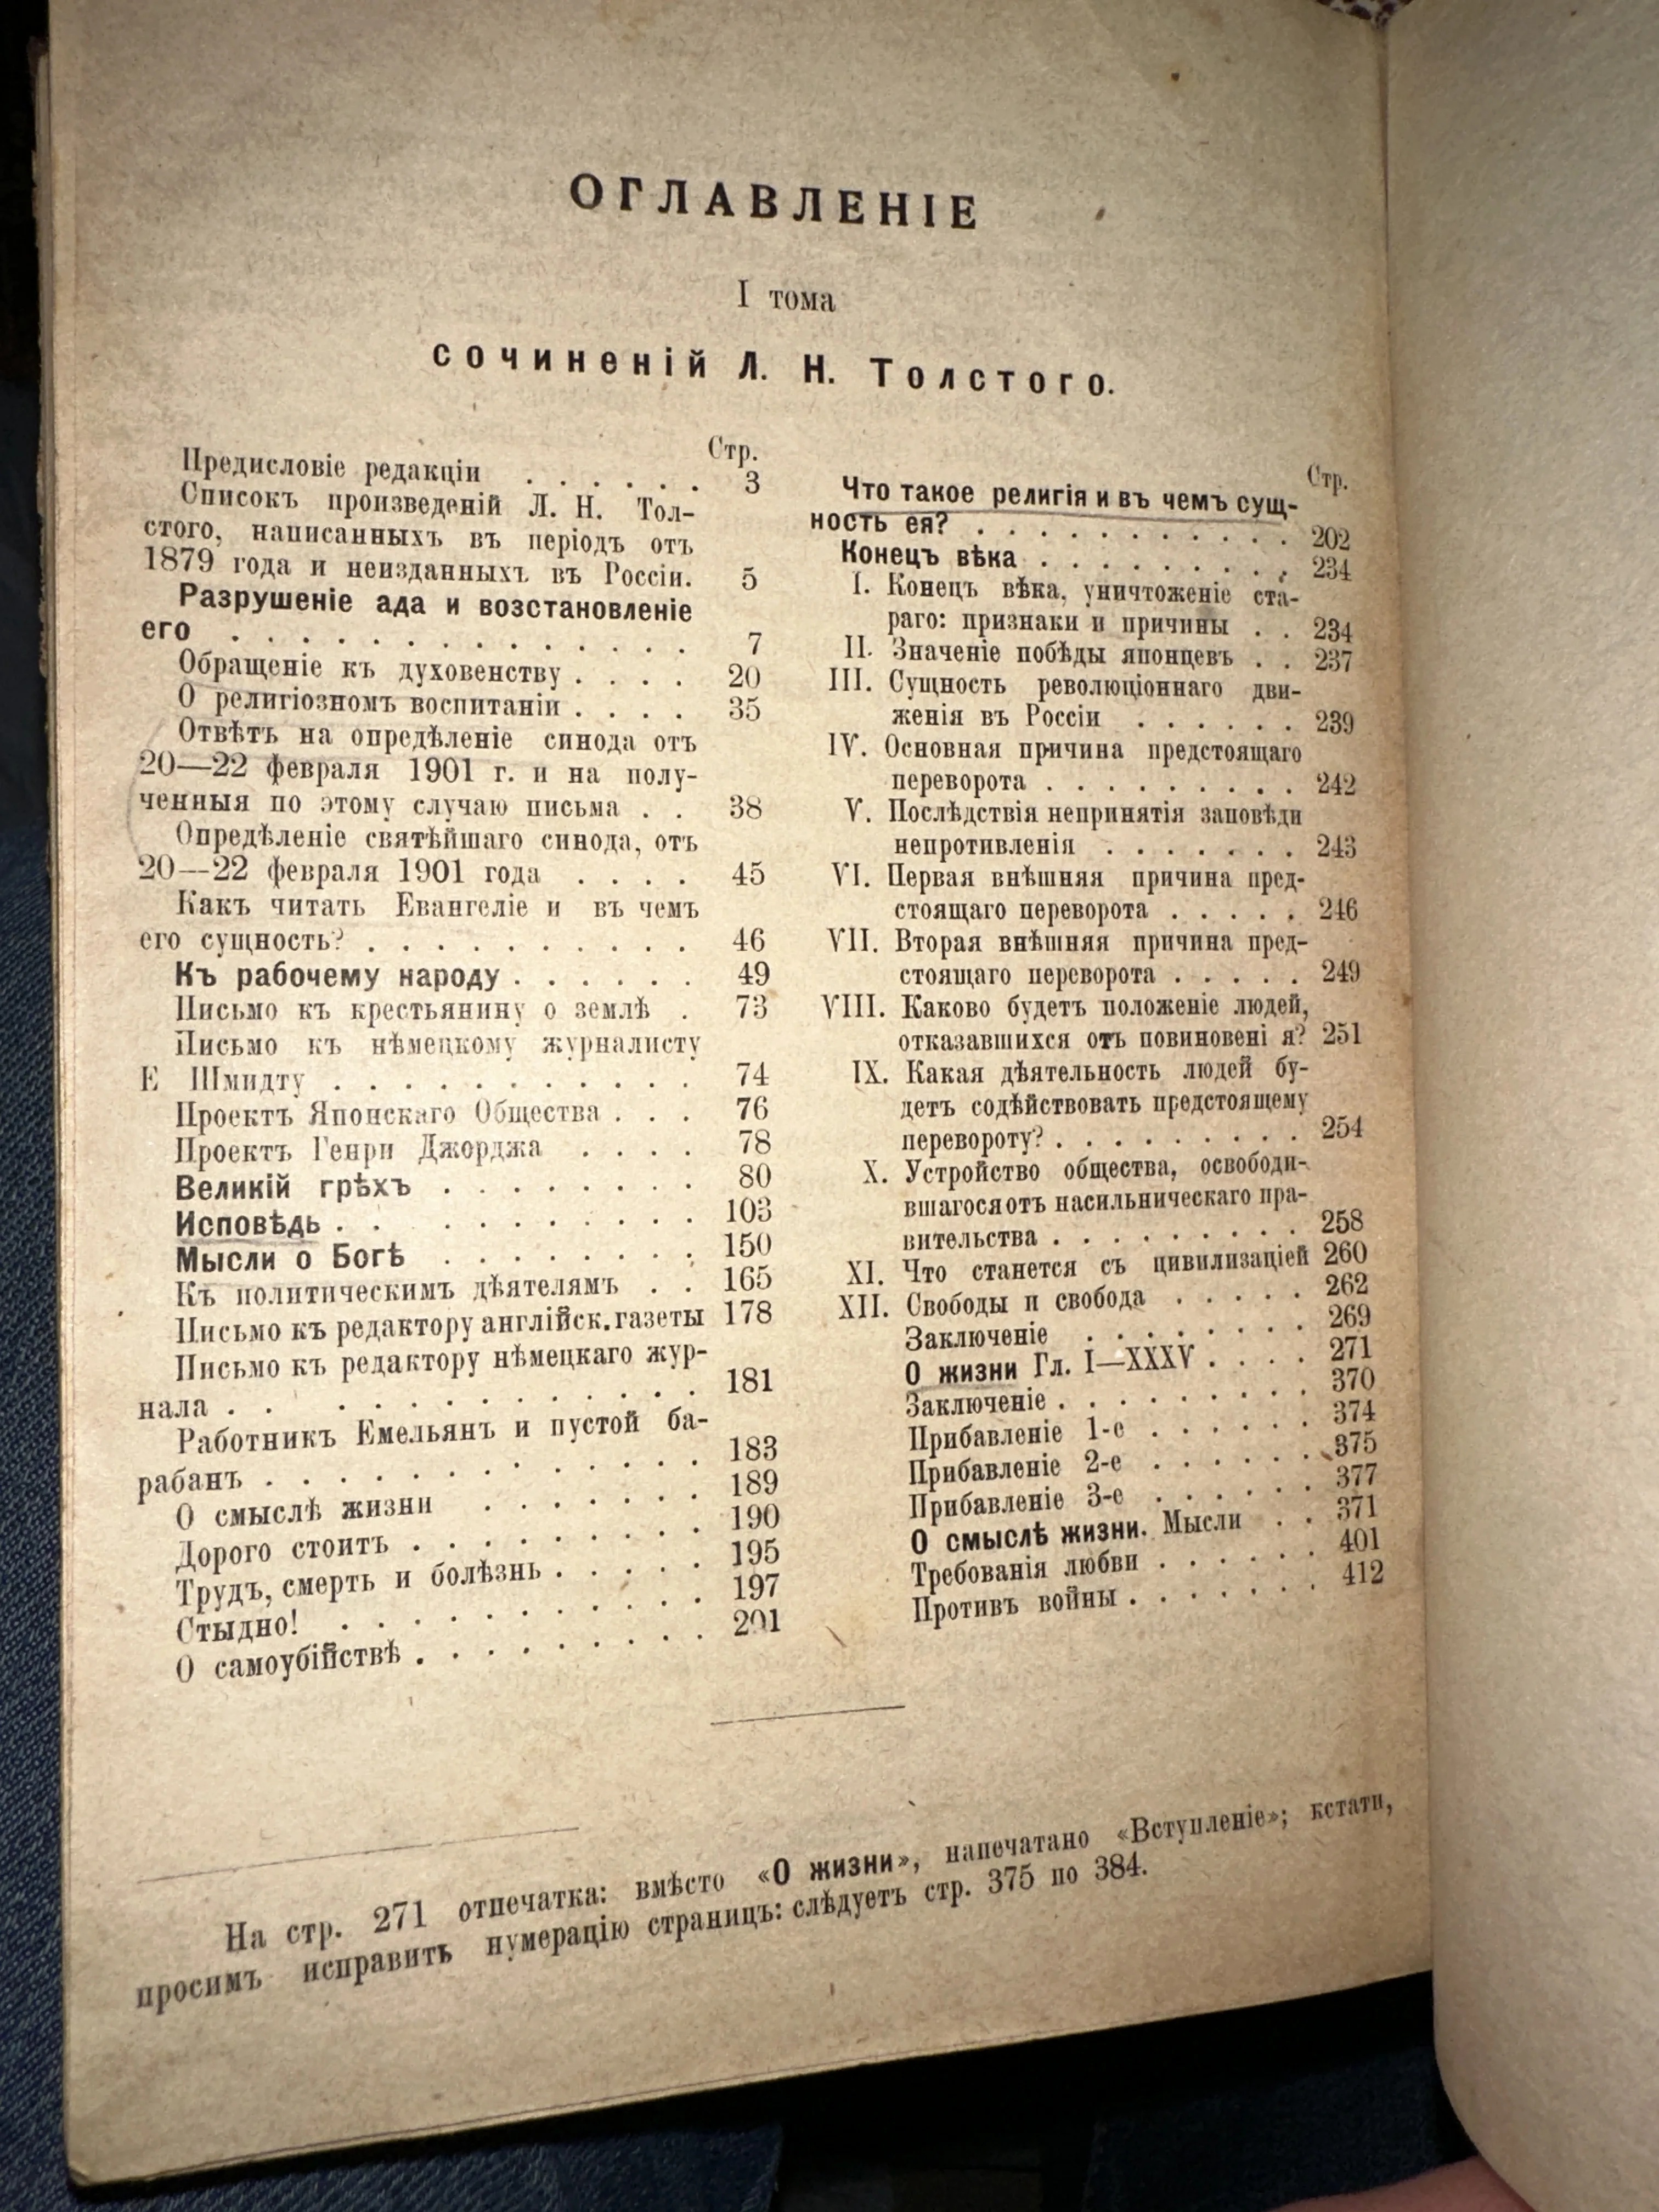 ОГЛАВЛЕНІЕ
I тома
сочиненій Л. Н. Толстого.
Стр.
Предисловіе редакціи . . . . . . 3
Списокъ произведеній Л. Н. Тол-
стого, написанныхъ въ періодъ отъ
1879 года и неизданныхъ въ Россіи. 5
Разрушеніе ада и возстановленіе
его . . . . . . . . . . . . . 7
Обращеніе къ духовенству . . . . 20
О религіозномъ воспитаніи . . . . 35
Отвѣтъ на опредѣленіе синода отъ
20—22 февраля 1901 г. и на полу-
ченныя по этому случаю письма . . 38
Опредѣленіе святѣйшаго синода, отъ
20—22 февраля 1901 года . . . . 45
Какъ читать Евангеліе и въ чемъ
его сущность? . . . . . . . . . . 46
Къ рабочему народу . . . . . . 49
Письмо къ крестьянину о землѣ . 73
Письмо къ нѣмецкому журналисту
Е Шмидту . . . . . . . . . . . 74
Проектъ Японскаго Общества . . . 76
Проектъ Генри Джорджа . . . . 78
Великій грѣхъ . . . . . . . . 80
Исповѣдь . . . . . . . . . . 103
Мысли о Богѣ . . . . . . . . 150
Къ политическимъ дѣятелямъ . . 165
Письмо къ редактору англійск. газеты 178
Письмо къ редактору нѣмецкаго жур-
нала . . . . . . . . . . . . 181
Работникъ Емельянъ и пустой ба-
рабанъ . . . . . . . . . . . . 183
О смыслѣ жизни . . . . . . . 189
Дорого стоитъ . . . . . . . . . 190
Трудъ, смерть и болѣзнь . . . . . 195
Стыдно! . . . . . . . . . . . 197
О самоубійствѣ . . . . . . . . . 201
Стр.
Что такое религія и въ чемъ сущ-
ность ея? . . . . . . . . . . . . 202
Конецъ вѣка . . . . . . . . . . 234
I. Конецъ вѣка, уничтоженіе ста-
раго: признаки и причины . . 234
II. Значеніе побѣды японцевъ . . 237
III. Сущность революціоннаго дви-
женія въ Россіи . . . . . . 239
IV. Основная причина предстоящаго
переворота . . . . . . . . . 242
V. Послѣдствія непринятія заповѣди
непротивленія . . . . . . . 243
VI. Первая внѣшняя причина пред-
стоящаго переворота . . . . . 246
VII. Вторая внѣшняя причина пред-
стоящаго переворота . . . . . 249
VIII. Каково будетъ положеніе людей,
отказавшихся отъ повиновені я? 251
IX. Какая дѣятельность людей бу-
детъ содѣйствовать предстоящему
перевороту? . . . . . . . . . 254
X. Устройство общества, освободи-
вшагося отъ насильническаго пра-
вительства . . . . . . . . . 258
XI. Что станется съ цивилизаціей 260
XII. Свободы и свобода . . . . . 262
Заключеніе . . . . . . . . 269
О жизни Гл. I—XXXV . . . . 271
Заключеніе . . . . . . . . . 370
Прибавленіе 1-е . . . . . . 374
Прибавленіе 2-е . . . . . . 375
Прибавленіе 3-е . . . . . . 377
О смыслѣ жизни. Мысли . . 371
Требованія любви . . . . . . 401
Противъ войны . . . . . . . 412
На стр. 271 отпечатка: вмѣсто «О жизни», напечатано «Вступленіе»; кстати,
просимъ исправить нумерацію страницъ: слѣдуетъ стр. 375 по 384.